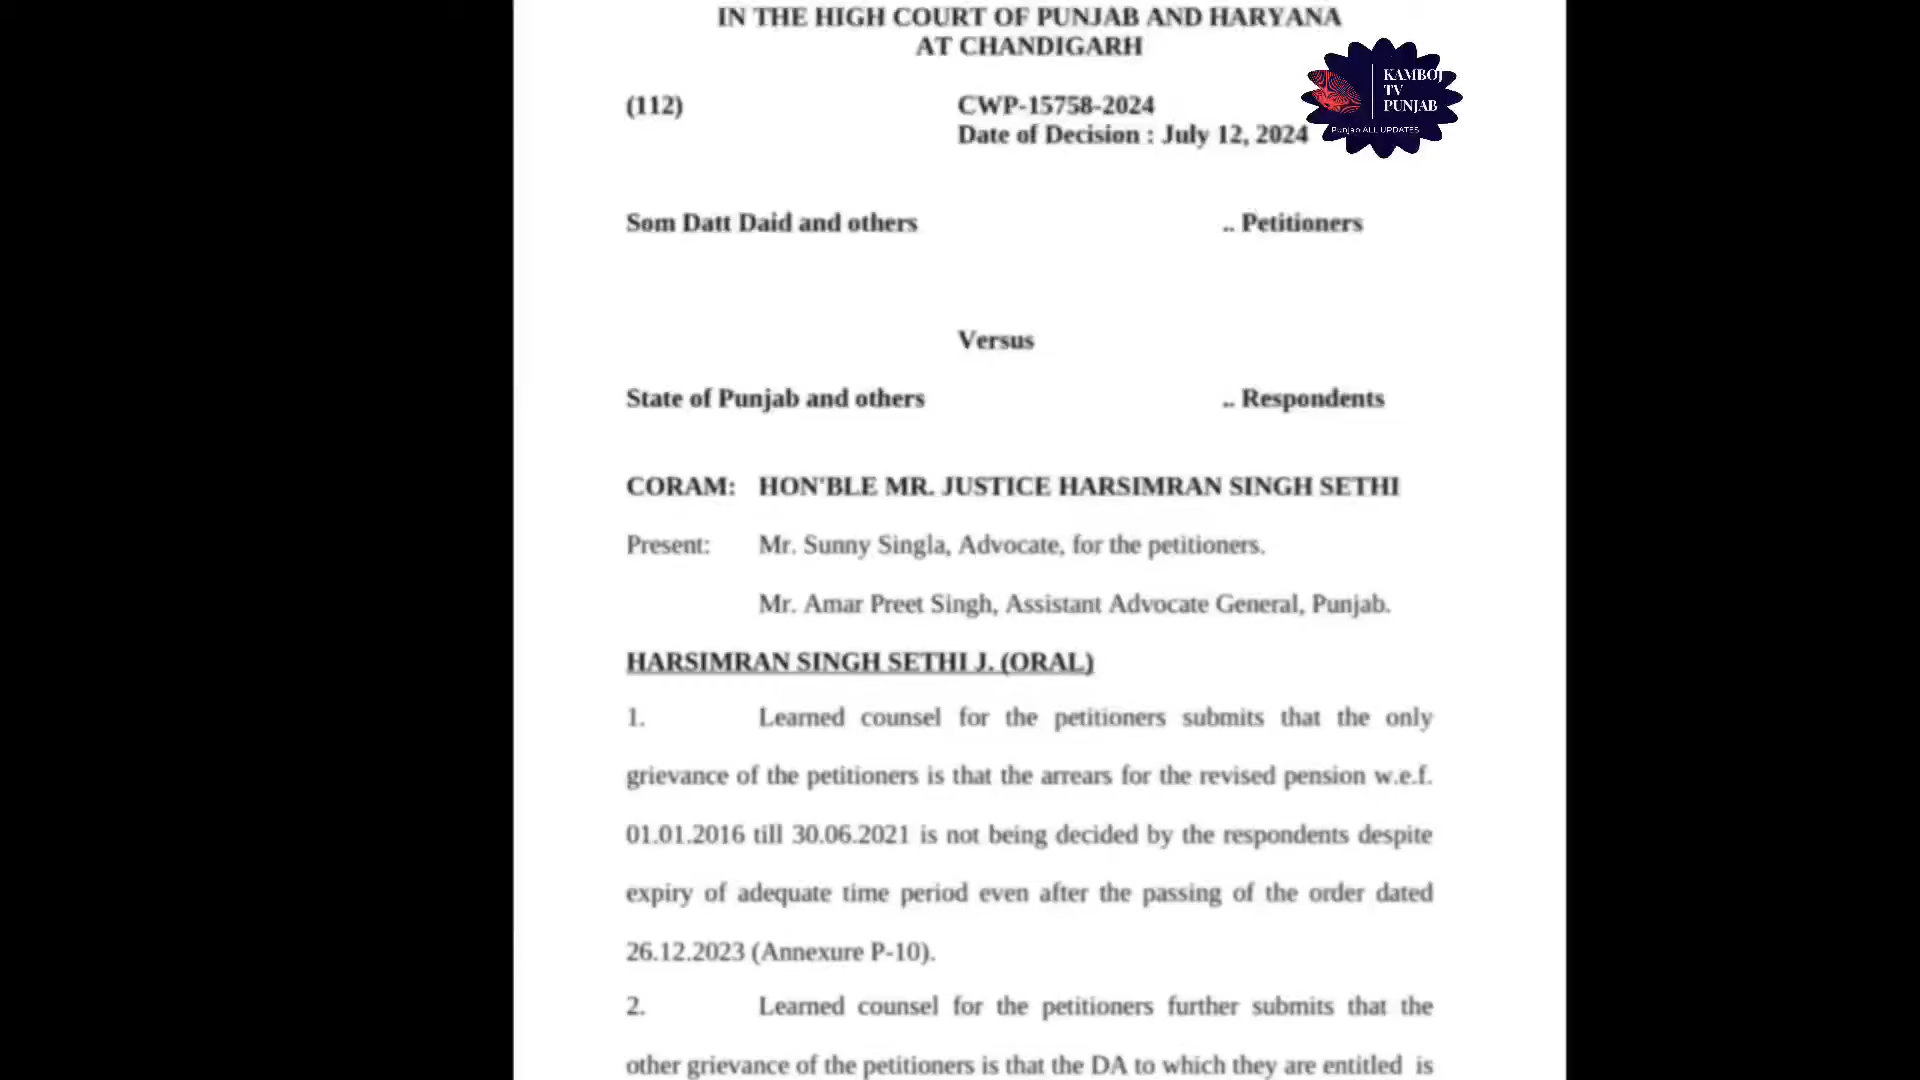 IN THE HIGH COURT OF PUNJAB AND HARYANA
AT CHANDIGARH
(112) CWP-15758-2024
Date of Decision : July 12, 2024
KAMBOJ
TV
PUNJAB
Punjab ALL UPDATES
Som Datt Daid and others .. Petitioners
Versus
State of Punjab and others .. Respondents
CORAM: HON'BLE MR. JUSTICE HARSIMRAN SINGH SETHI
Present: Mr. Sunny Singla, Advocate, for the petitioners.
Mr. Amar Preet Singh, Assistant Advocate General, Punjab.
HARSIMRAN SINGH SETHI J. (ORAL)
1. Learned counsel for the petitioners submits that the only
grievance of the petitioners is that the arrears for the revised pension w.e.f.
01.01.2016 till 30.06.2021 is not being decided by the respondents despite
expiry of adequate time period even after the passing of the order dated
26.12.2023 (Annexure P-10).
2. Learned counsel for the petitioners further submits that the
other grievance of the petitioners is that the DA to which they are entitled is